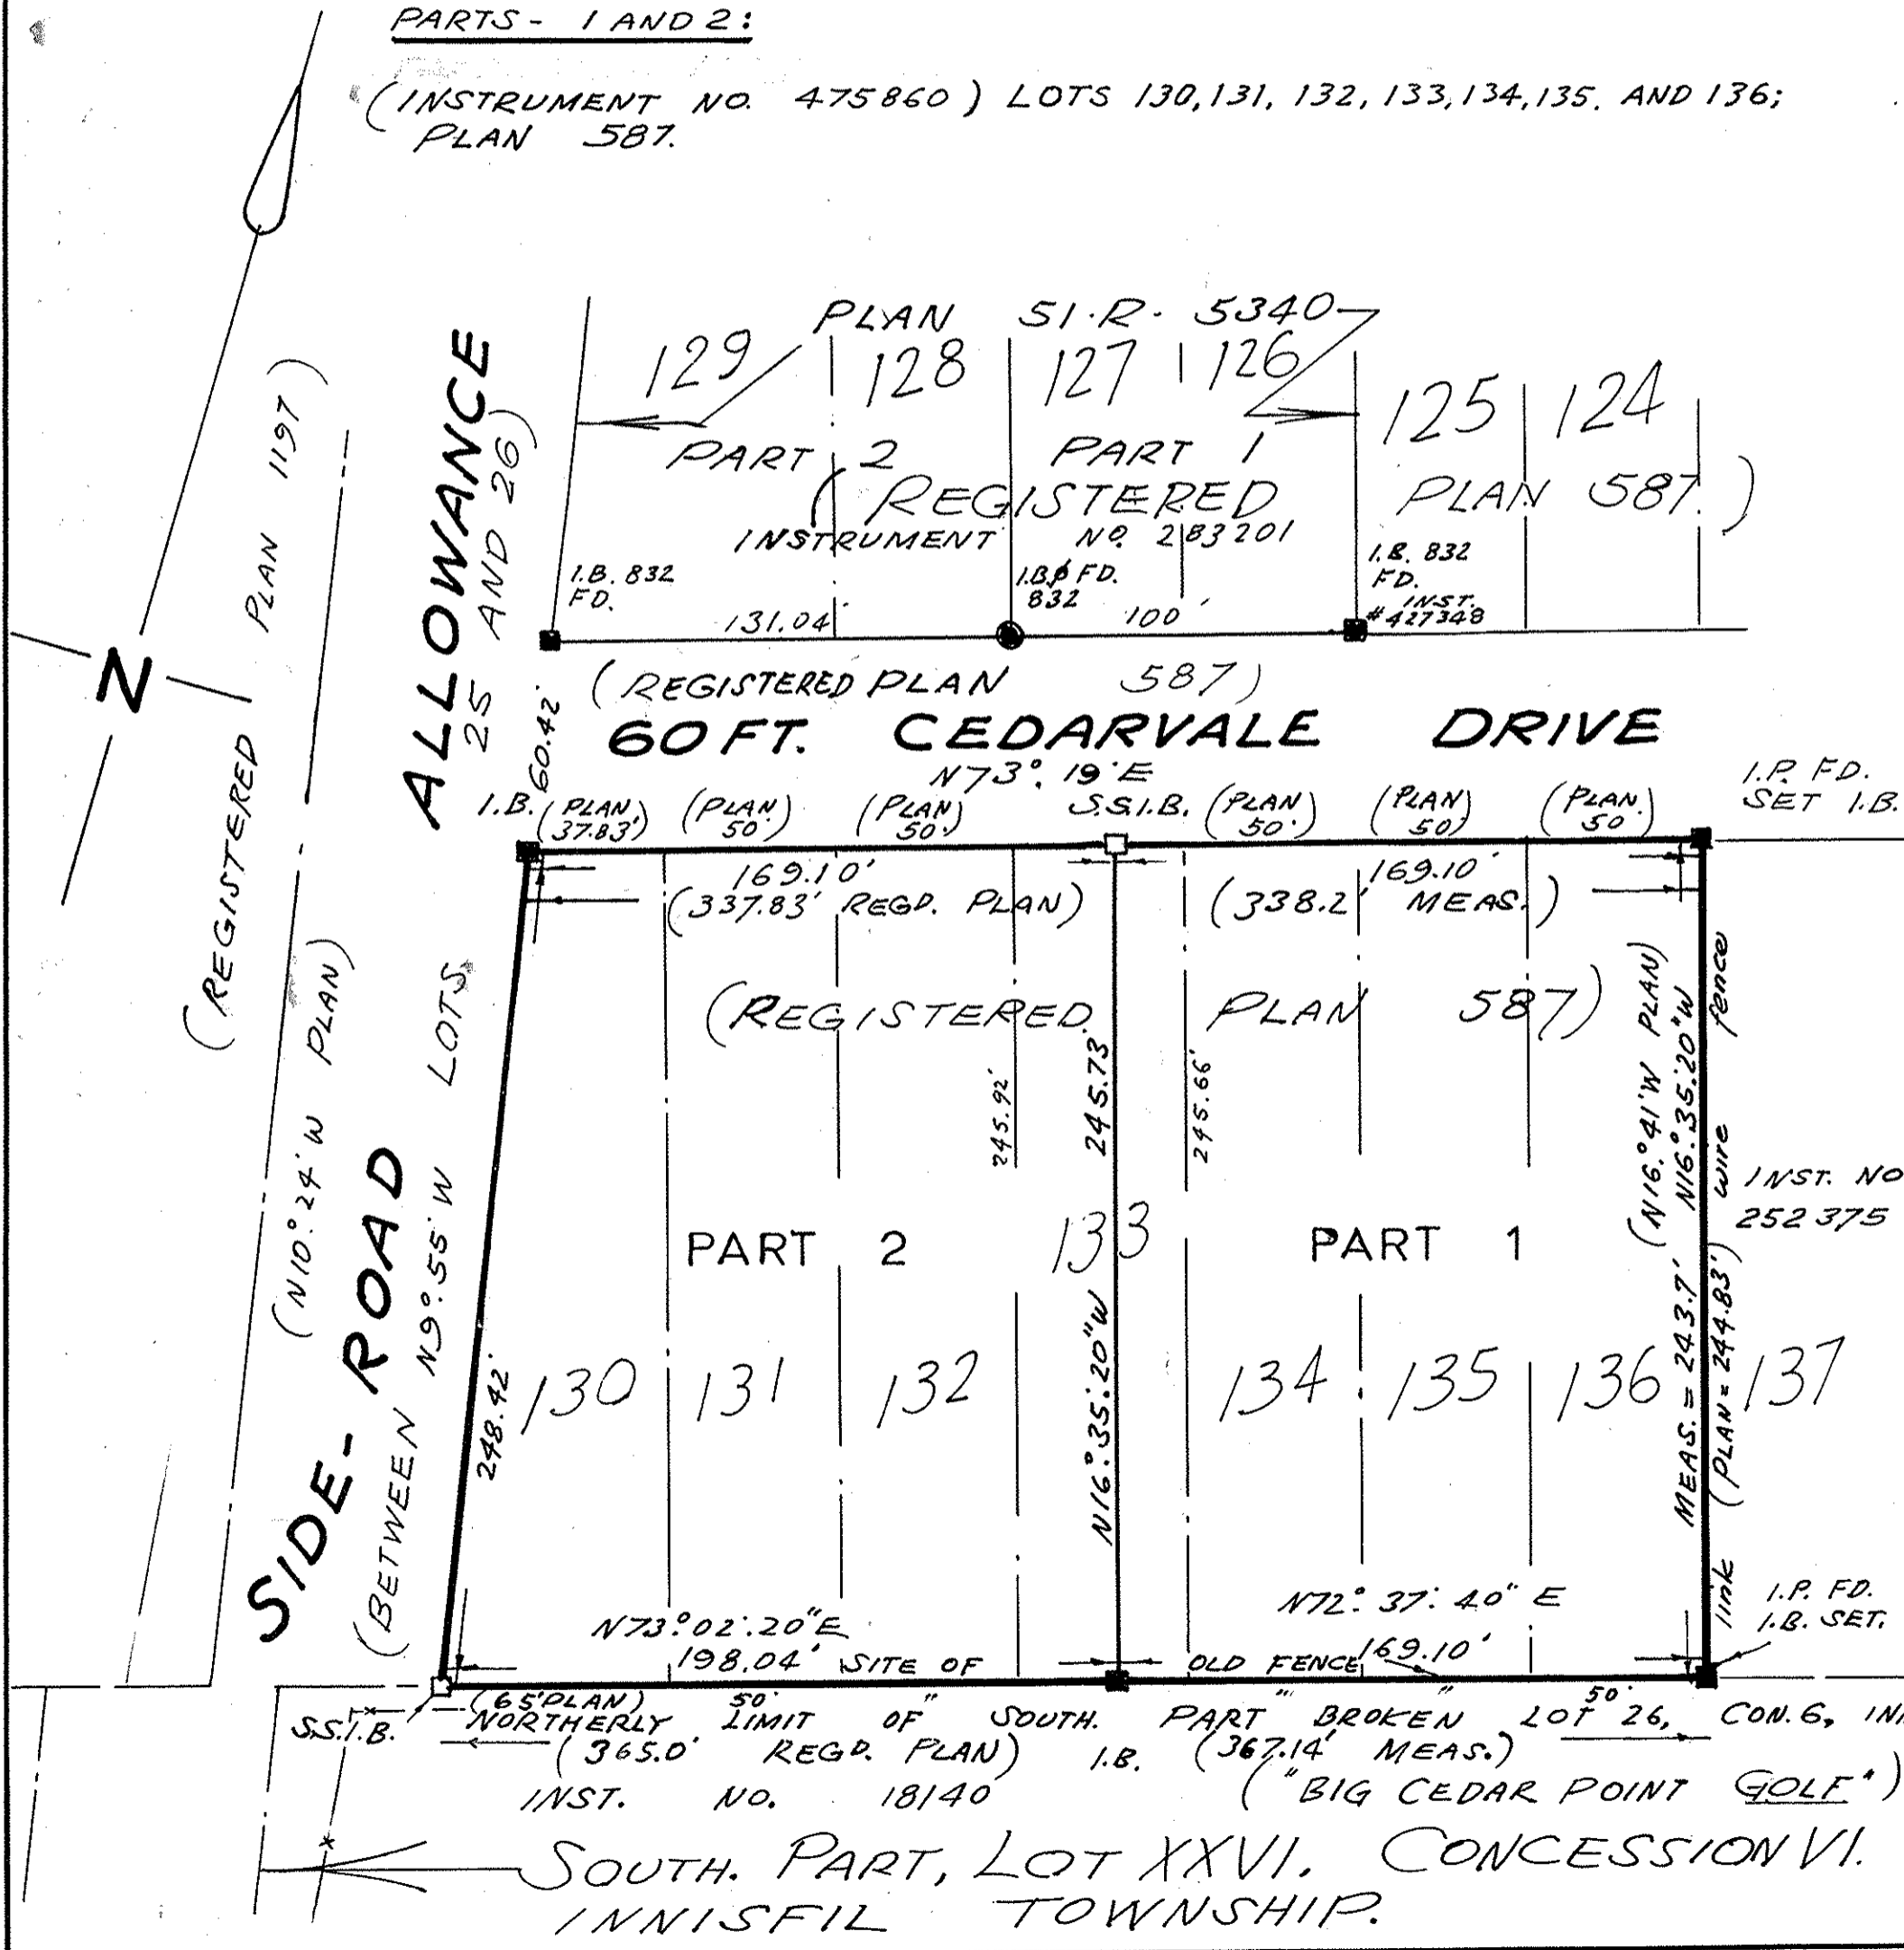 PARTS - 1 AND 2:
(INSTRUMENT NO. 475860) LOTS 130, 131, 132, 133, 134, 135. AND 136;
PLAN 587.
PLAN 51.R. 5340
129
128
127
126
125
124
PART 2
PART 1
(REGISTERED PLAN 587.)
INSTRUMENT NO. 283201
I.B. 832
FD.
I.B.Ø FD.
832
I.B. 832
FD.
INST.
#427348
131.04'
100'
N
(REGISTERED PLAN 1197)
SIDE-ROAD ALLOWANCE
(BETWEEN LOTS 25 AND 26)
(N10°.24'W PLAN)
N9°.55'W
60.42'
(REGISTERED PLAN 587)
60 FT. CEDARVALE DRIVE
N73°.19'E
I.B.
(PLAN
37.83')
(PLAN
50')
(PLAN
50')
S.S.I.B.
(PLAN
50')
(PLAN
50')
(PLAN.
50')
I.P. FD.
SET I.B.
169.10'
169.10'
(337.83' REGD. PLAN)
(338.2' MEAS.)
(REGISTERED PLAN 587)
245.92'
245.73'
245.66'
N16°.35'.20"W
(N16.°41'W PLAN)
N16°.35'.20"W
MEAS. = 243.7'
(PLAN = 244.83')
link wire fence
INST. NO
252375
PART 2
133
PART 1
248.42'
130
131
132
134
135
136
137
N73°.02'.20"E
N72°.37'.40"E
198.04'
SITE OF OLD FENCE
169.10'
I.P. FD.
I.B. SET.
S.S.I.B.
(65'PLAN)
50'
"
"
"
50'
NORTHERLY LIMIT OF SOUTH. PART BROKEN LOT 26, CON. 6, INN
(365.0' REGD. PLAN)
I.B.
(367.14' MEAS.)
INST. NO. 18140
("BIG CEDAR POINT GOLF")
SOUTH. PART, LOT XXVI. CONCESSION VI.
INNISFIL TOWNSHIP.